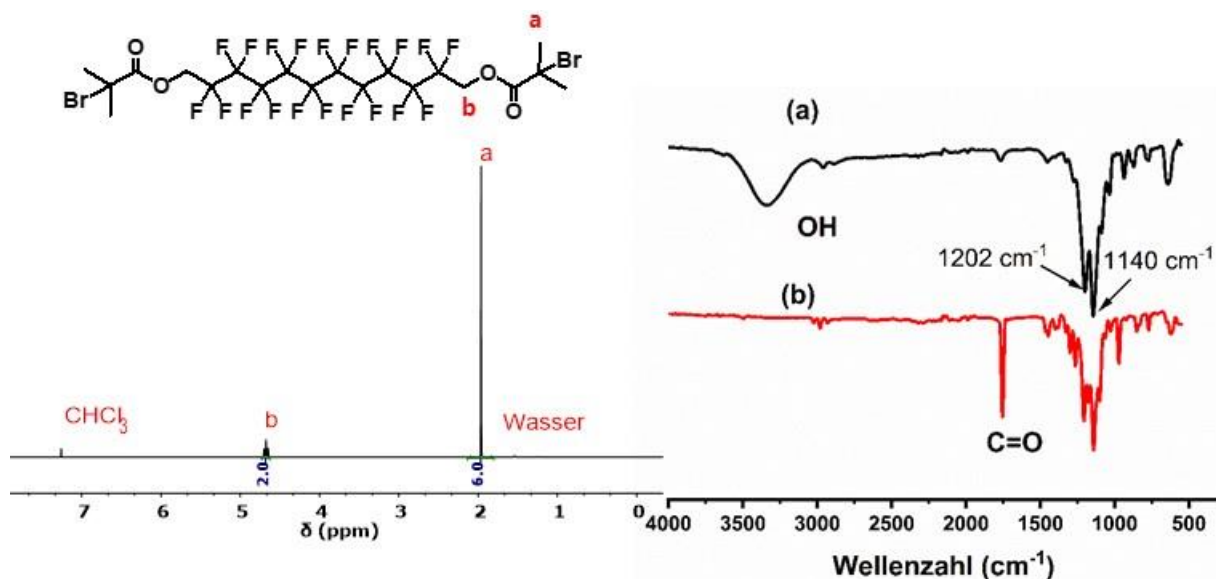 a
F F F F F F F F F F
O
Br
O
Br
O
O
F F F F F F F F F F
b
a
CHCl3
b
Wasser
2.0
6.0
7 6 5 4 3 2 1 0
δ (ppm)
(a)
OH
1202 cm⁻¹
1140 cm⁻¹
(b)
C=O
4000 3500 3000 2500 2000 1500 1000 500
Wellenzahl (cm⁻¹)